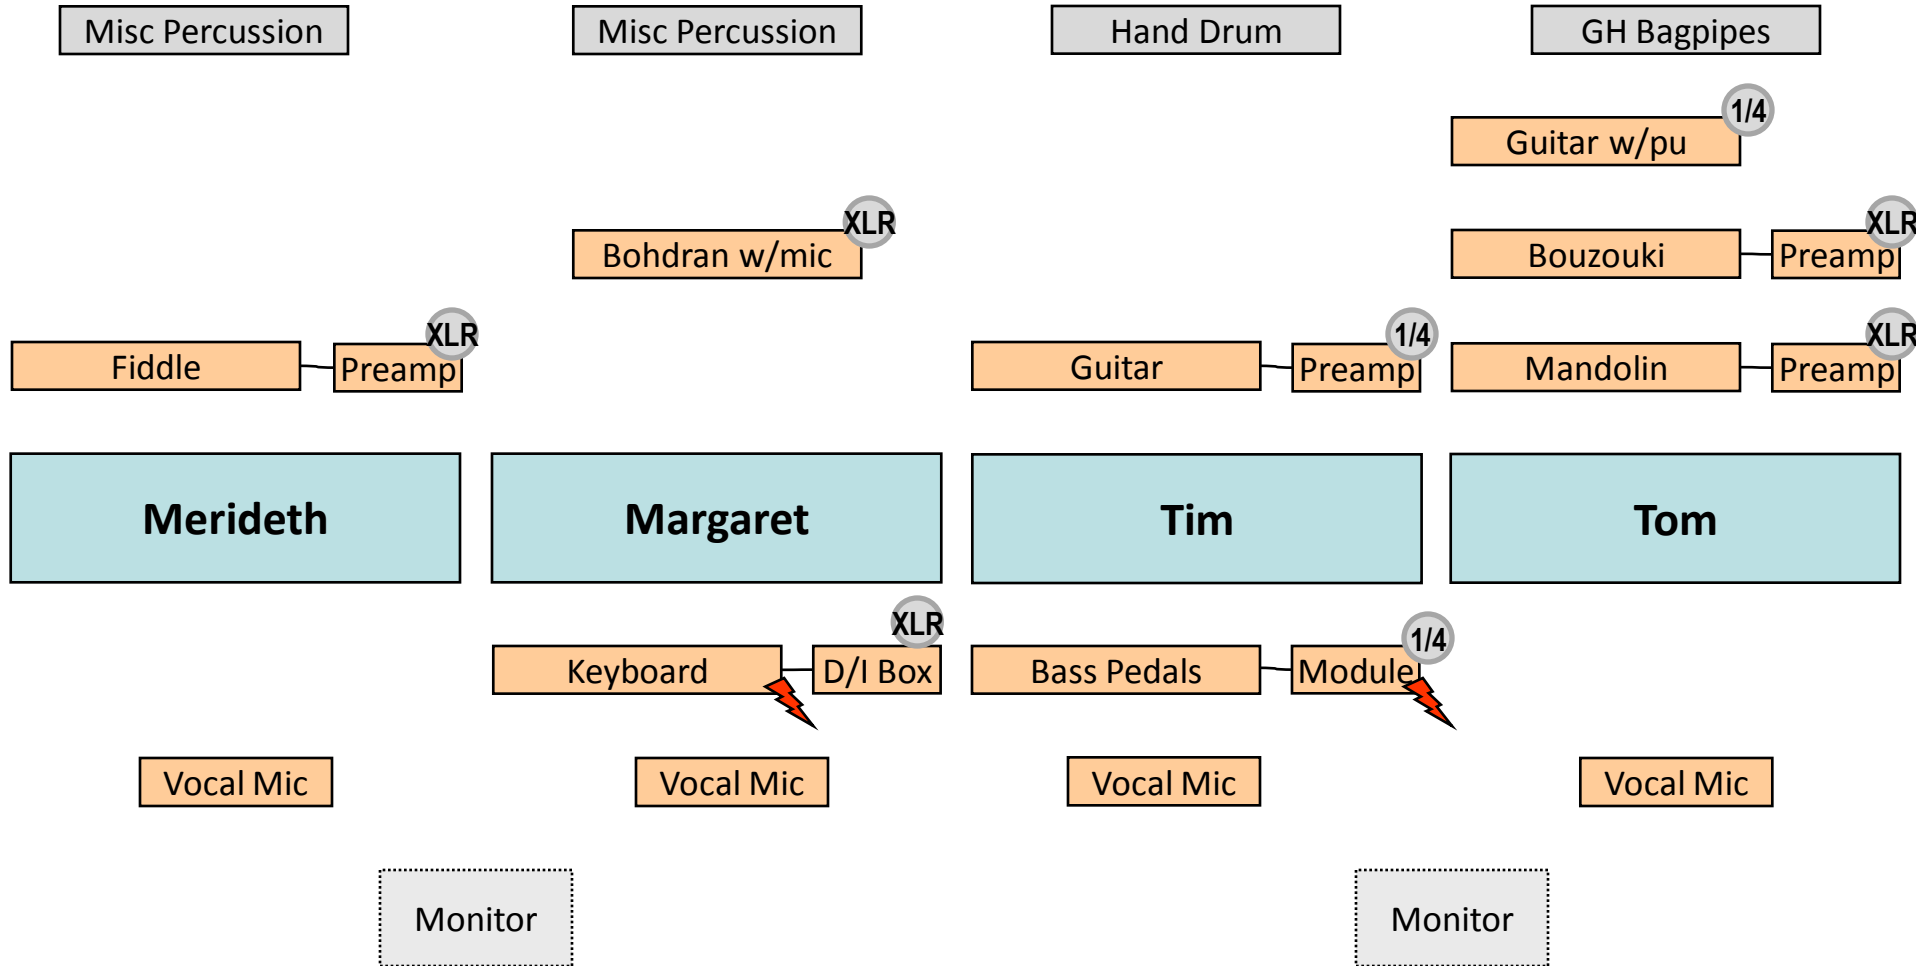 Misc Percussion
Misc Percussion
Hand Drum
GH Bagpipes
1/4
Guitar w/pu
XLR
Bohdran w/mic
XLR
Bouzouki
Preamp
XLR
Fiddle
Preamp
1/4
Guitar
Preamp
XLR
Mandolin
Preamp
Merideth
Margaret
Tim
Tom
XLR
Keyboard
D/I Box
1/4
Bass Pedals
Module
Vocal Mic
Vocal Mic
Vocal Mic
Vocal Mic
Monitor
Monitor